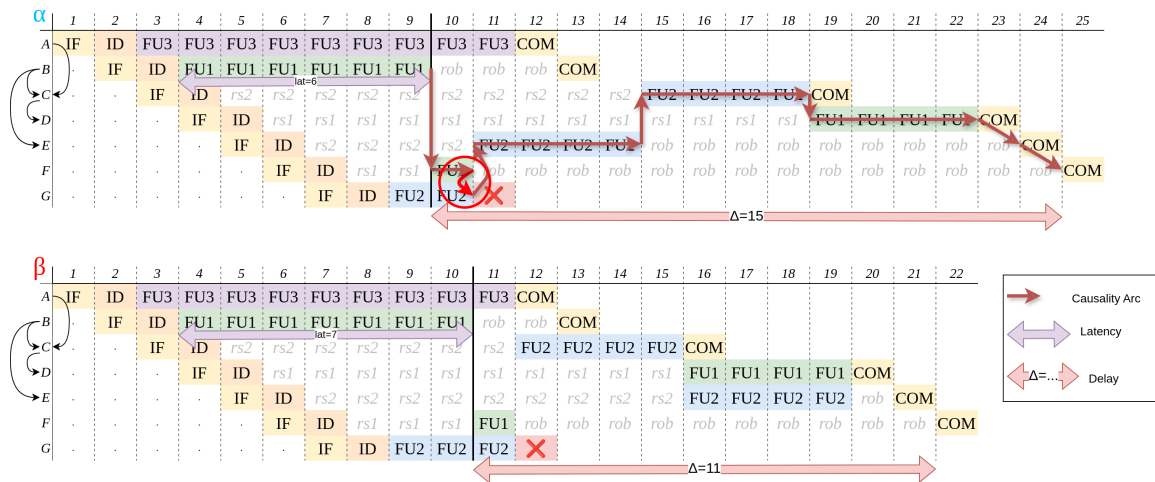 α
1 2 3 4 5 6 7 8 9 10 11 12 13 14 15 16 17 18 19 20 21 22 23 24 25
A IF ID FU3 FU3 FU3 FU3 FU3 FU3 FU3 FU3 FU3 COM
B . IF ID FU1 FU1 FU1 FU1 FU1 FU1 rob rob rob COM
lat=6
C . . IF ID rs2 rs2 rs2 rs2 rs2 rs2 rs2 rs2 rs2 rs2 FU2 FU2 FU2 FU2 COM
D . . . IF ID rs1 rs1 rs1 rs1 rs1 rs1 rs1 rs1 rs1 rs1 rs1 rs1 rs1 FU1 FU1 FU1 FU1 COM
E . . . . IF ID rs2 rs2 rs2 rs2 FU2 FU2 FU2 FU2 rob rob rob rob rob rob rob rob rob COM
F . . . . . IF ID rs1 rs1 FU1 rob rob rob rob rob rob rob rob rob rob rob rob rob rob COM
G . . . . . . IF ID FU2 FU2
Δ=15
β
1 2 3 4 5 6 7 8 9 10 11 12 13 14 15 16 17 18 19 20 21 22
A IF ID FU3 FU3 FU3 FU3 FU3 FU3 FU3 FU3 FU3 COM
B . IF ID FU1 FU1 FU1 FU1 FU1 FU1 FU1 rob rob COM
lat=7
C . . IF ID rs2 rs2 rs2 rs2 rs2 rs2 rs2 FU2 FU2 FU2 FU2 COM
D . . . IF ID rs1 rs1 rs1 rs1 rs1 rs1 rs1 rs1 rs1 rs1 FU1 FU1 FU1 FU1 COM
E . . . . IF ID rs2 rs2 rs2 rs2 rs2 rs2 rs2 rs2 rs2 FU2 FU2 FU2 FU2 rob COM
F . . . . . IF ID rs1 rs1 rs1 FU1 rob rob rob rob rob rob rob rob rob rob COM
G . . . . . . IF ID FU2 FU2 FU2
Δ=11
Causality Arc
Latency
Δ=... Delay